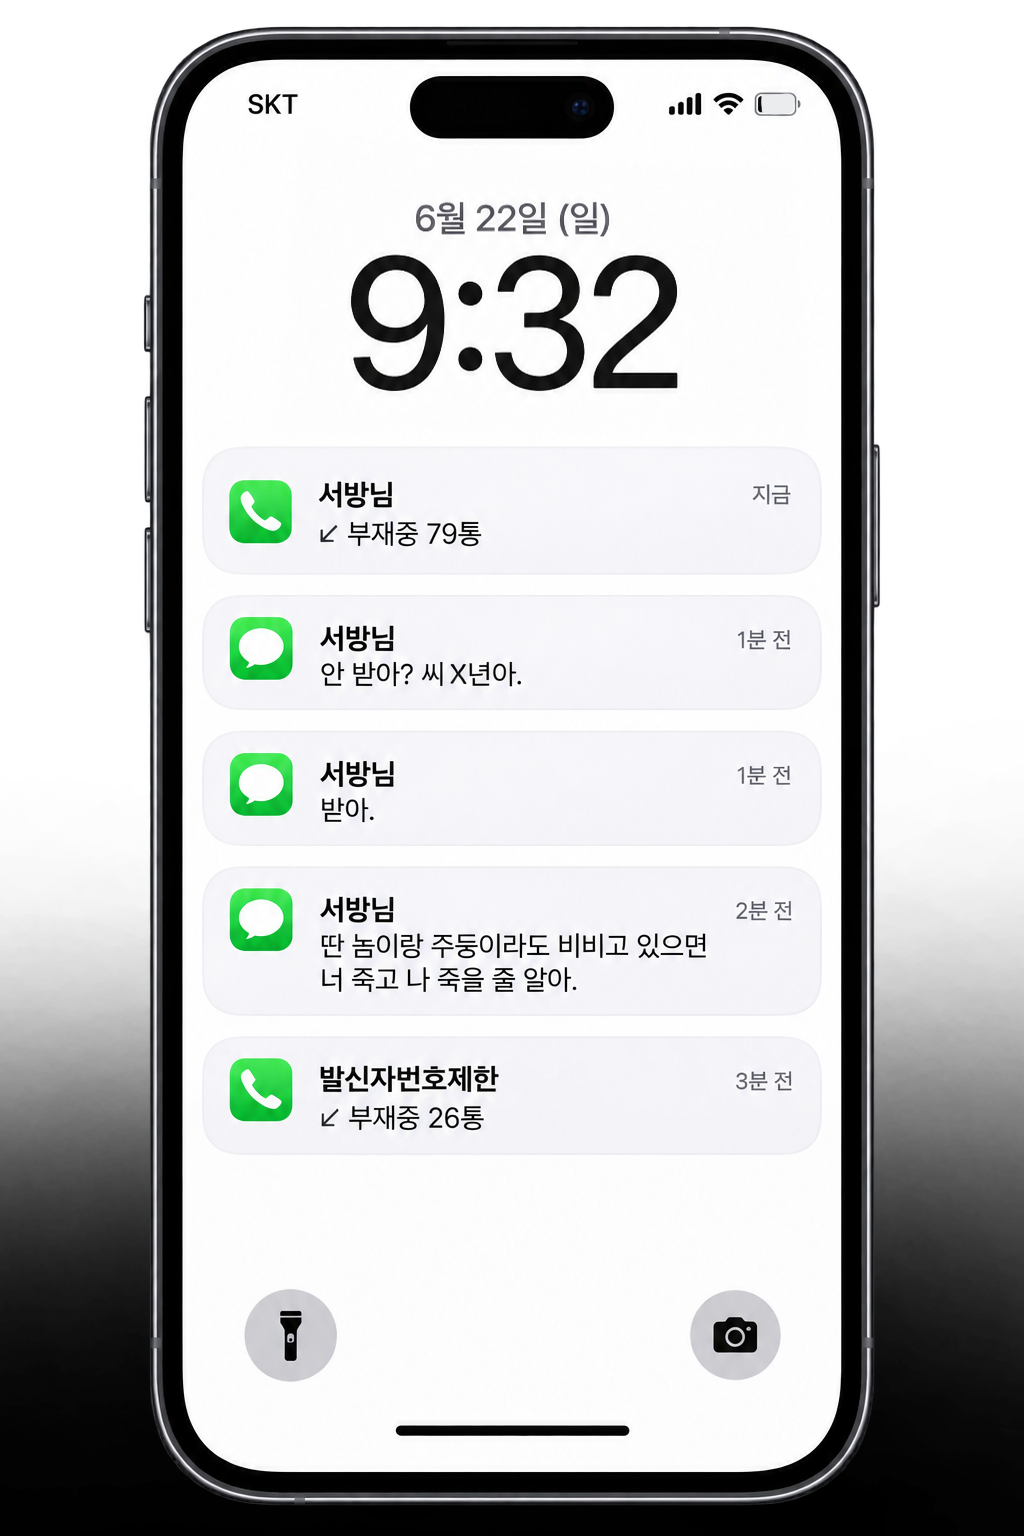 SKT
6월 22일 (일)
9:32
서방님
지금
↙ 부재중 79통
서방님
1분 전
안 받아? 씨X년아.
서방님
1분 전
받아.
서방님
2분 전
딴 놈이랑 주둥이라도 비비고 있으면
너 죽고 나 죽을 줄 알아.
발신자번호제한
3분 전
↙ 부재중 26통